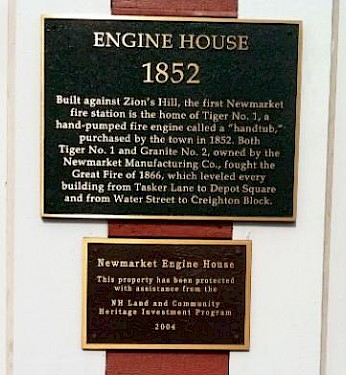 ENGINE HOUSE
1852
Built against Zion's Hill, the first Newmarket
fire station is the home of Tiger No. 1, a
hand-pumped fire engine called a "handtub,"
purchased by the town in 1852. Both
Tiger No. 1 and Granite No. 2, owned by the
Newmarket Manufacturing Co., fought the
Great Fire of 1866, which leveled every
building from Tasker Lane to Depot Square
and from Water Street to Creighton Block.
Newmarket Engine House
This property has been protected
with assistance from the
NH Land and Community
Heritage Investment Program
2004